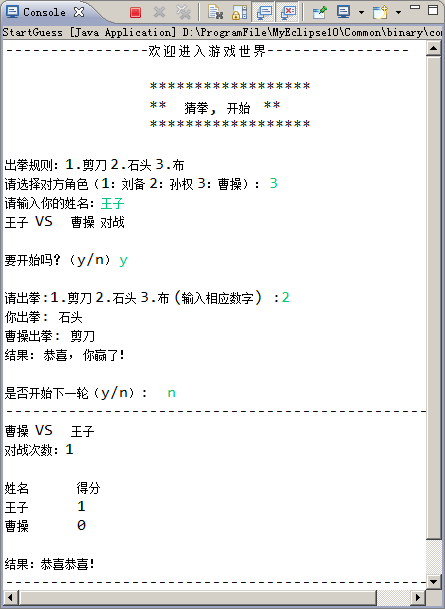 Console
StartGuess [Java Application] D:\ProgramFile\MyEclipse10\Common\binary\co
----------------欢迎进入游戏世界----------------
******************
** 猜拳, 开始 **
******************
出拳规则：1.剪刀 2.石头 3.布
请选择对方角色（1：刘备 2：孙权 3：曹操）: 3
请输入你的姓名：王子
王子 VS 曹操 对战
要开始吗？（y/n）y
请出拳:1.剪刀 2.石头 3.布 (输入相应数字) :2
你出拳: 石头
曹操出拳: 剪刀
结果: 恭喜, 你赢了!
是否开始下一轮（y/n）: n
------------------------------------------------
曹操 VS 王子
对战次数：1
姓名 得分
王子 1
曹操 0
结果：恭喜恭喜!
------------------------------------------------